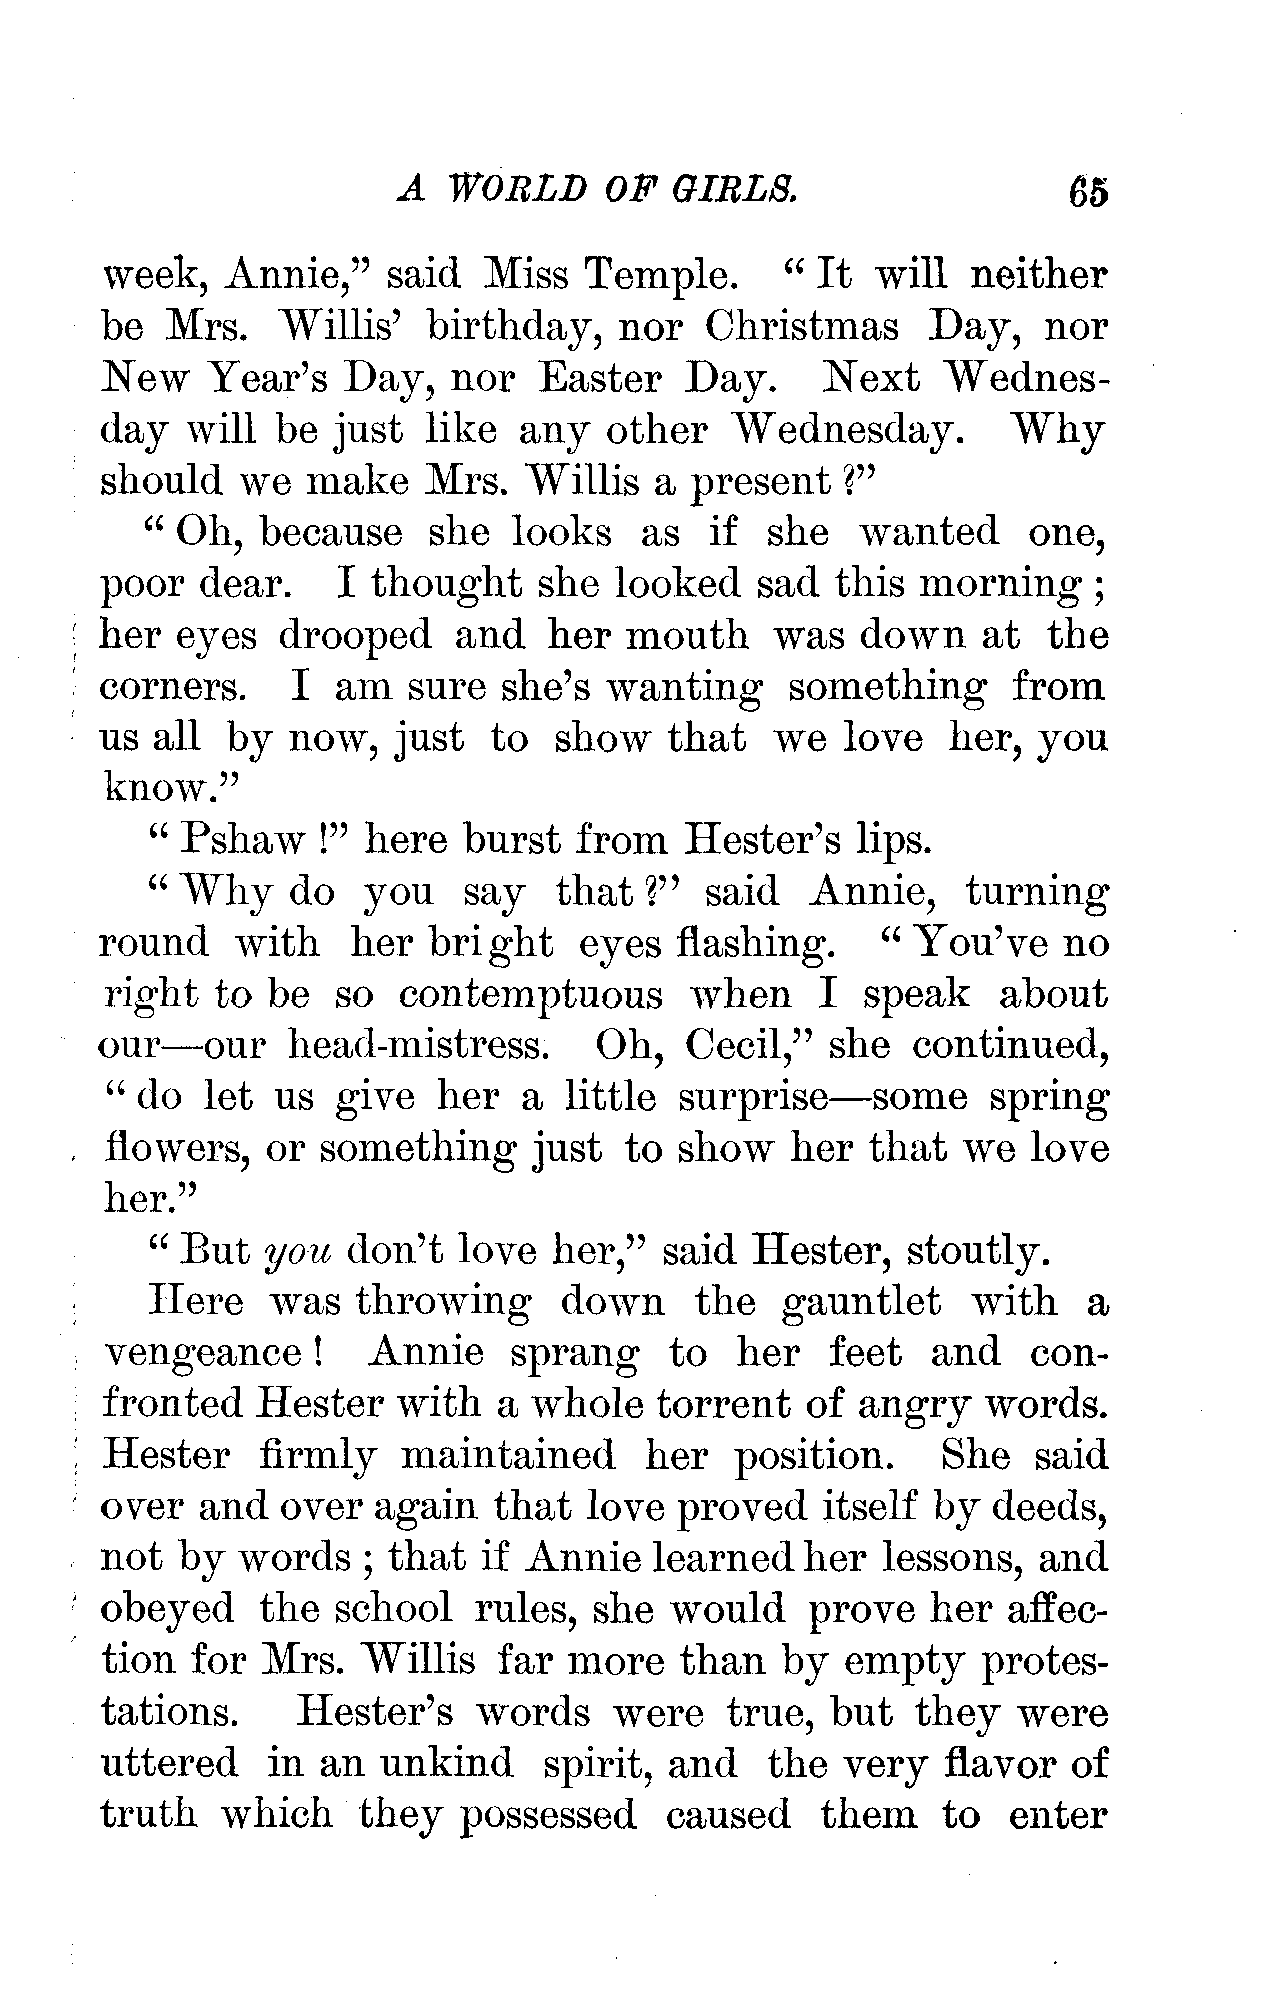 A WORLD OF GIRLS. 65
week, Annie,” said Miss Temple. “ It will neither
be Mrs. Willis’ birthday, nor Christmas Day, nor
New Year’s Day, nor Easter Day. Next Wednes-
day will be just like any other Wednesday. Why
should we make Mrs. Willis a present ?”
“ Oh, because she looks as if she wanted one,
poor dear. I thought she looked sad this morning ;
her eyes drooped and her mouth was down at the
corners. I am sure she’s wanting something from
us all by now, just to show that we love her, you
know.”
“ Pshaw !” here burst from Hester’s lips.
“ Why do you say that ?” said Annie, turning
round with her bright eyes flashing. “ You’ve no
right to be so contemptuous when I speak about
our—our head-mistress. Oh, Cecil,” she continued,
“ do let us give her a little surprise—some spring
flowers, or something just to show her that we love
her.”
“ But you don’t love her,” said Hester, stoutly.
Here was throwing down the gauntlet with a
vengeance ! Annie sprang to her feet and con-
fronted Hester with a whole torrent of angry words.
Hester firmly maintained her position. She said
over and over again that love proved itself by deeds,
not by words ; that if Annie learned her lessons, and
obeyed the school rules, she would prove her affec-
tion for Mrs. Willis far more than by empty protes-
tations. Hester’s words were true, but they were
uttered in an unkind spirit, and the very flavor of
truth which they possessed caused them to enter